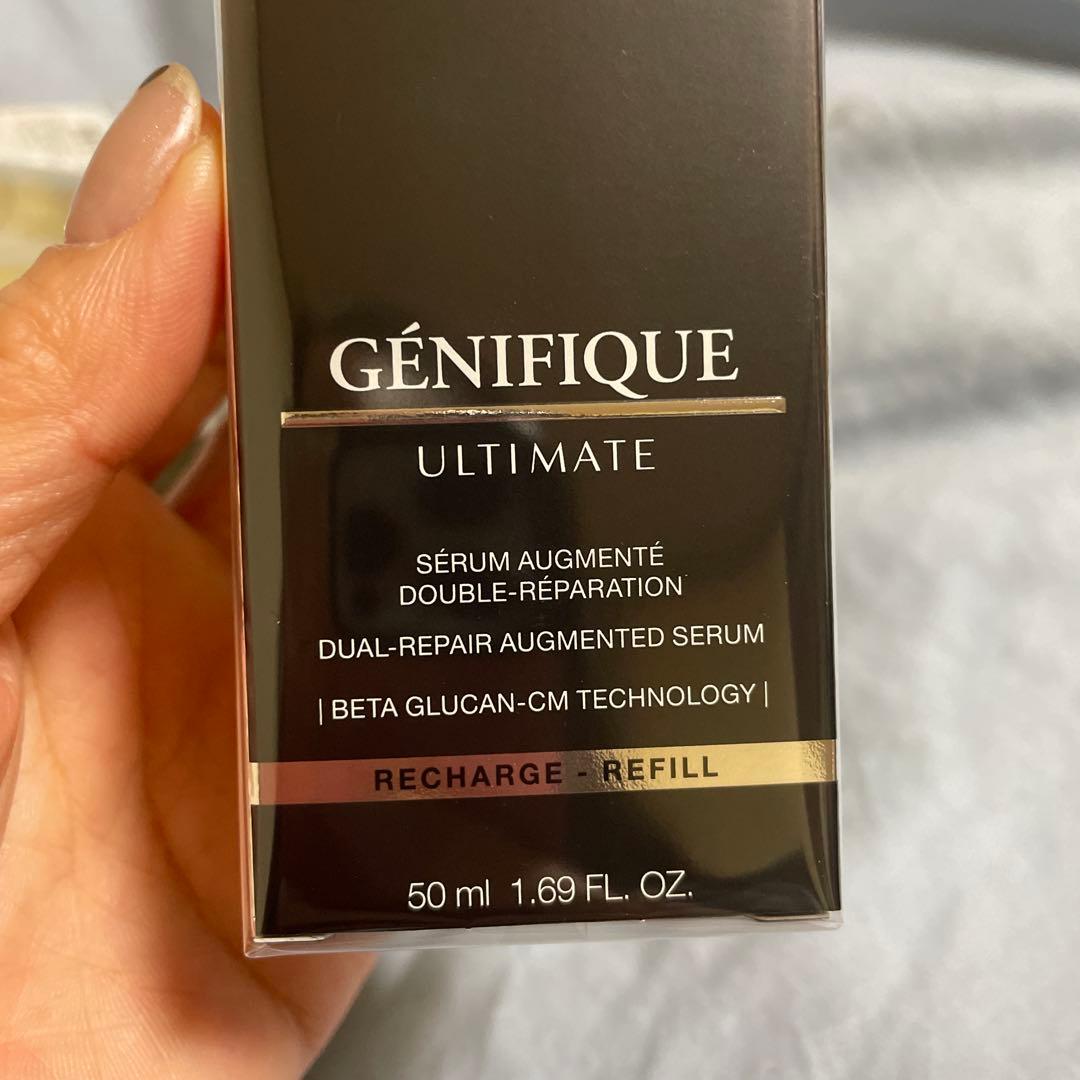 GÉNIFIQUE
ULTIMATE
SÉRUM AUGMENTÉ
DOUBLE-RÉPARATION
DUAL-REPAIR AUGMENTED SERUM
| BETA GLUCAN-CM TECHNOLOGY |
RECHARGE - REFILL
50 ml 1.69 FL. OZ.